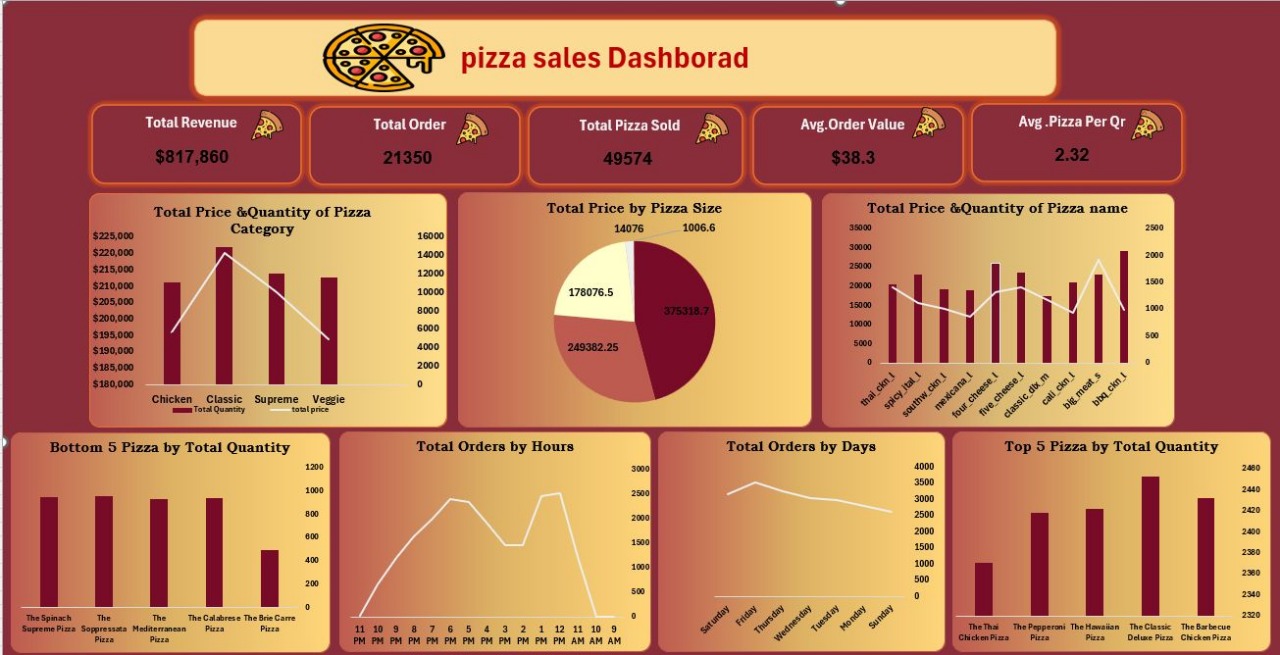 pizza sales Dashborad
Total Revenue
$817,860
Total Order
21350
Total Pizza Sold
49574
Avg.Order Value
$38.3
Avg .Pizza Per Qr
2.32
Total Price &Quantity of Pizza
Category
$225,000
$220,000
$215,000
$210,000
$205,000
$200,000
$195,000
$190,000
$185,000
$180,000
16000
14000
12000
10000
8000
6000
4000
2000
0
Chicken Classic Supreme Veggie
Total Quantity total price
Total Price by Pizza Size
14076 1006.6
178076.5
375318.7
249382.25
Total Price &Quantity of Pizza name
35000
30000
25000
20000
15000
10000
5000
0
2500
2000
1500
1000
500
0
thai_ckn_l
spicy_ital_l
southw_ckn_l
mexicana_l
four_cheese_l
five_cheese_l
classic_dlx_m
cali_ckn_l
big_meat_s
bbq_ckn_l
Bottom 5 Pizza by Total Quantity
1200
1000
800
600
400
200
0
The Spinach
Supreme Pizza
The
Soppressata
Pizza
The
Mediterranean
Pizza
The Calabrese
Pizza
The Brie Carre
Pizza
Total Orders by Hours
3000
2500
2000
1500
1000
500
0
11 10 9 8 7 6 5 4 3 2 1 12 11 10 9
PM PM PM PM PM PM PM PM PM PM PM PM AM AM AM
Total Orders by Days
4000
3500
3000
2500
2000
1500
1000
500
0
Saturday
Friday
Thursday
Wednesday
Tuesday
Monday
Sunday
Top 5 Pizza by Total Quantity
2460
2440
2420
2400
2380
2360
2340
2320
The Thai
Chicken Pizza
The Pepperoni
Pizza
The Hawaiian
Pizza
The Classic
Deluxe Pizza
The Barbecue
Chicken Pizza